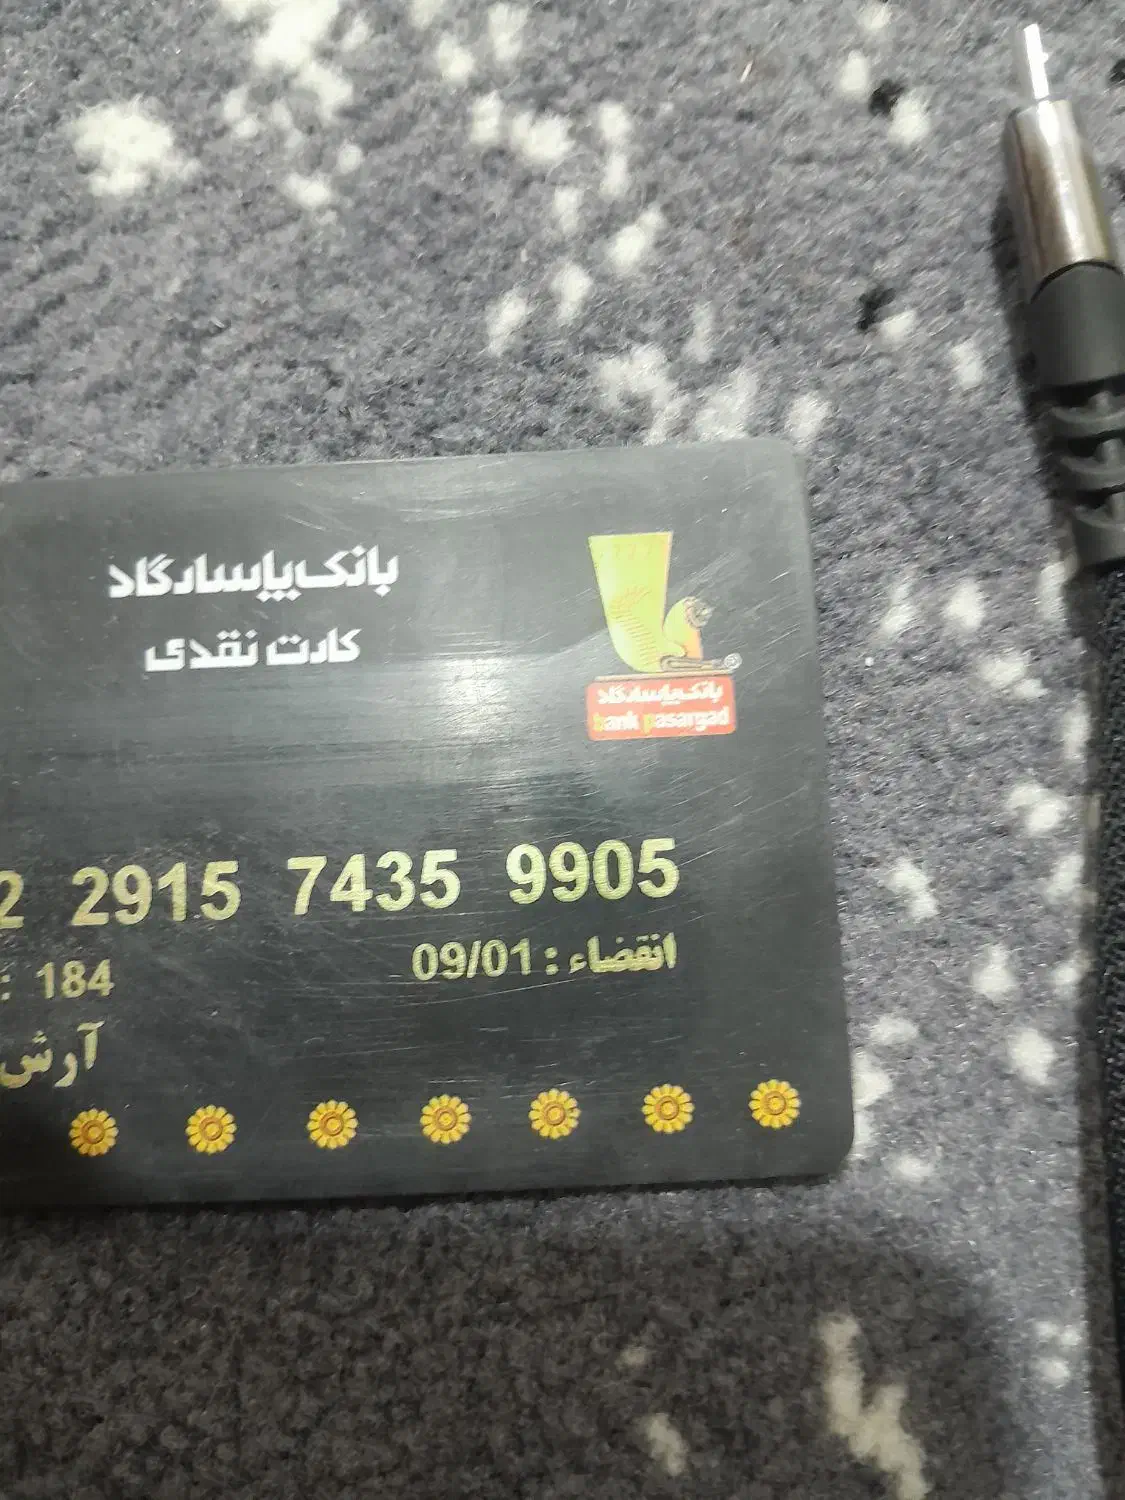 بانک پاسارگاد
کارت نقدی
بانک پاسارگاد
bank pasargad
2 2915 7435 9905
: 184
انقضاء : 09/01
آرش